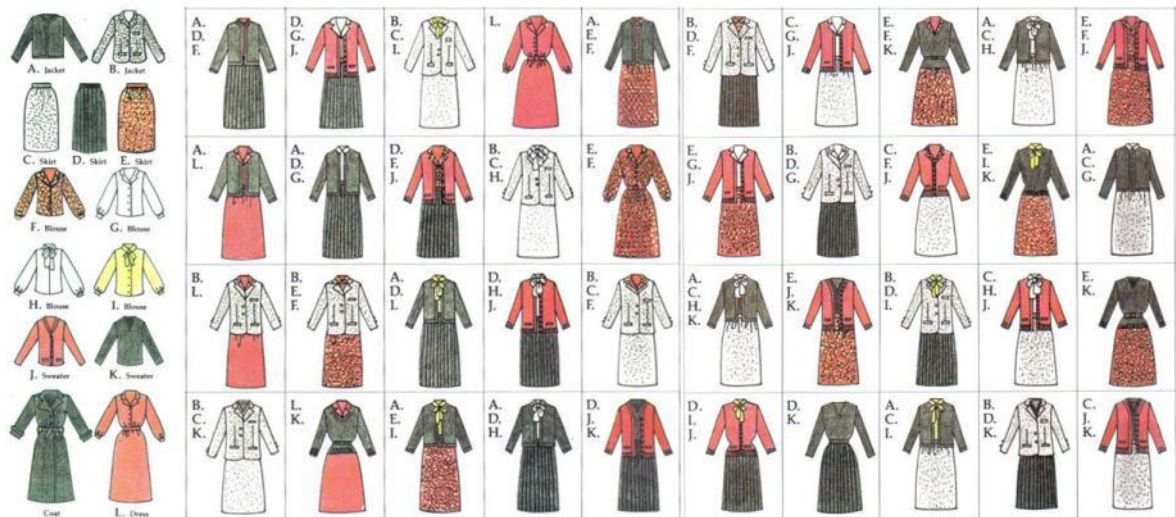 A. Jacket
B. Jacket
C. Skirt
D. Skirt
E. Skirt
F. Blouse
G. Blouse
H. Blouse
I. Blouse
J. Sweater
K. Sweater
Coat
L. Dress
A.
D.
F.
D.
G.
J.
B.
C.
I.
L.
A.
E.
F.
B.
D.
F.
C.
G.
J.
E.
F.
K.
A.
C.
H.
E.
F.
J.
A.
L.
A.
D.
G.
D.
F.
J.
B.
C.
H.
E.
F.
E.
G.
J.
B.
D.
G.
C.
F.
J.
E.
I.
K.
A.
C.
G.
B.
L.
B.
E.
F.
A.
D.
I.
D.
H.
J.
B.
C.
F.
A.
C.
H.
K.
E.
J.
K.
B.
D.
I.
C.
H.
J.
E.
K.
B.
C.
K.
L.
K.
A.
E.
I.
A.
D.
H.
D.
J.
K.
D.
I.
J.
D.
K.
A.
C.
I.
B.
D.
K.
C.
J.
K.